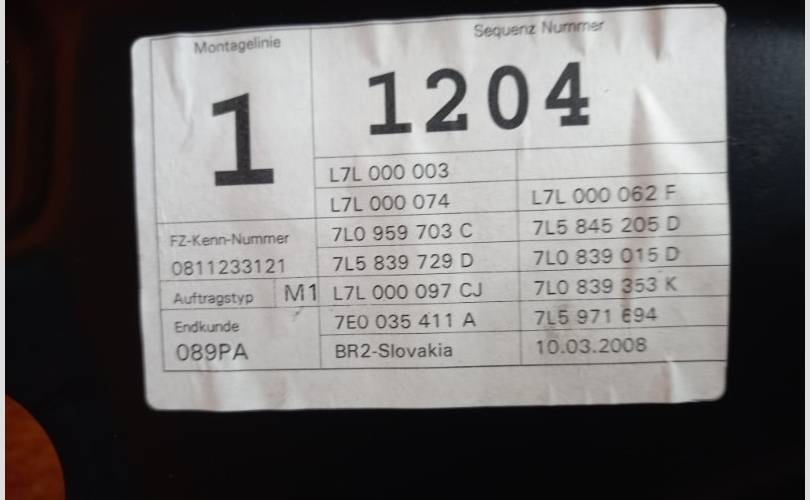 Montagelinie
Sequenz Nummer
1
1204
L7L 000 003
L7L 000 074 L7L 000 062 F
FZ-Kenn-Nummer
7L0 959 703 C 7L5 845 205 D
0811233121
7L5 839 729 D 7L0 839 015 D
Auftragstyp M1
L7L 000 097 CJ 7L0 839 353 K
Endkunde
7E0 035 411 A 7L5 971 694
089PA
BR2-Slovakia 10.03.2008